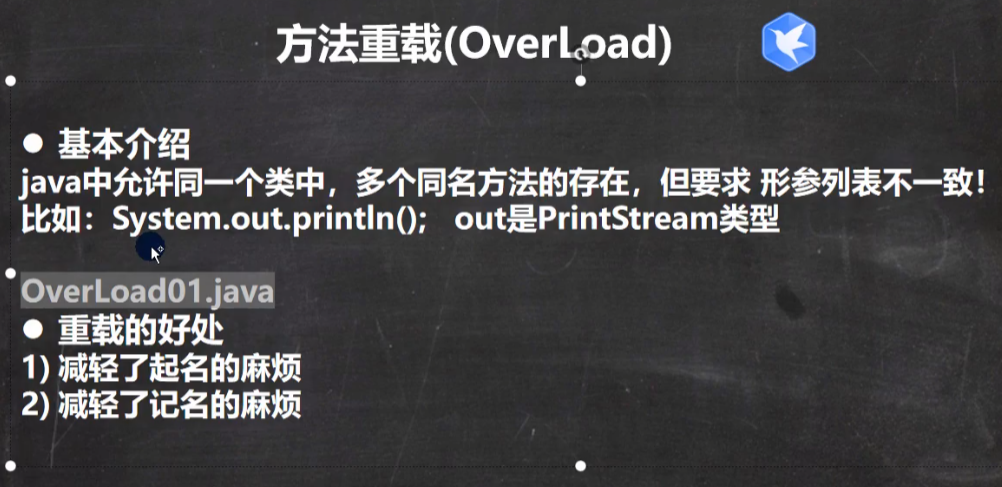 方法重载(OverLoad)
● 基本介绍
java中允许同一个类中，多个同名方法的存在，但要求 形参列表不一致！
比如：System.out.println(); out是PrintStream类型
OverLoad01.java
● 重载的好处
1) 减轻了起名的麻烦
2) 减轻了记名的麻烦